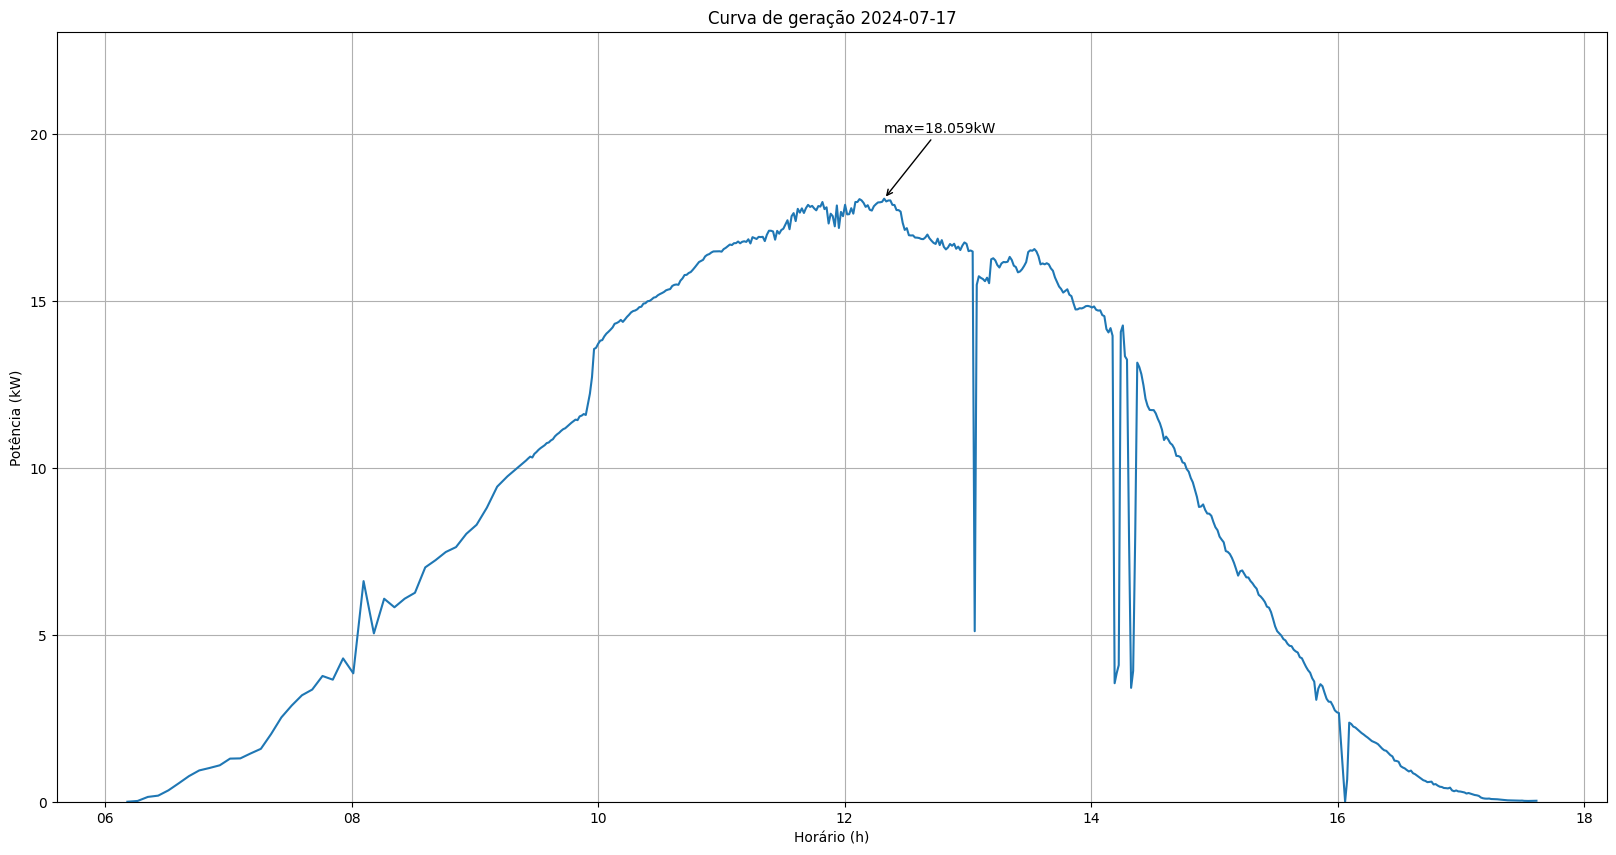 Curva de geração 2024-07-17
max=18.059kW
Potência (kW)
20
15
10
5
0
06 08 10 12 14 16 18
Horário (h)